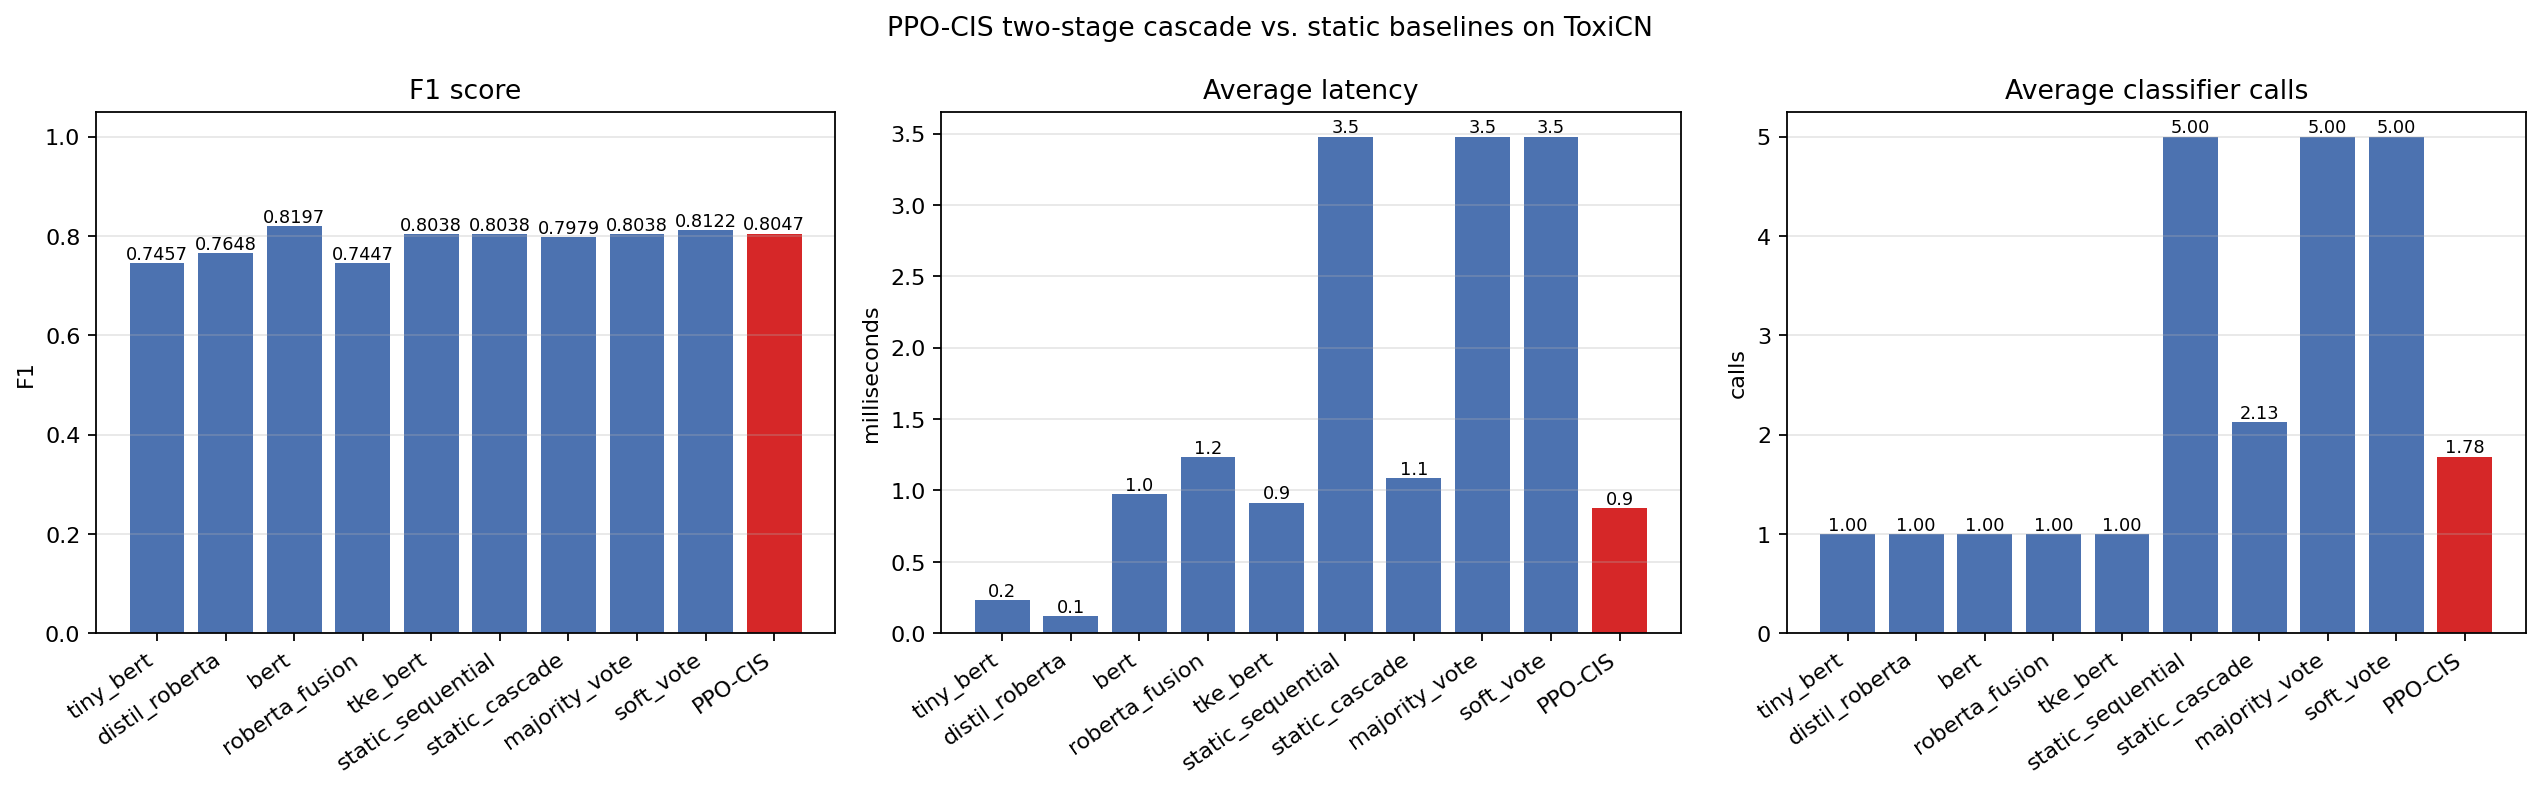 PPO-CIS two-stage cascade vs. static baselines on ToxiCN
F1 score
F1
1.0
0.8
0.6
0.4
0.2
0.0
0.7457
0.7648
0.8197
0.7447
0.8038
0.8038
0.7979
0.8038
0.8122
0.8047
tiny_bert
distil_roberta
bert
roberta_fusion
tke_bert
static_sequential
static_cascade
majority_vote
soft_vote
PPO-CIS
Average latency
milliseconds
3.5
3.0
2.5
2.0
1.5
1.0
0.5
0.0
0.2
0.1
1.0
1.2
0.9
3.5
1.1
3.5
3.5
0.9
tiny_bert
distil_roberta
bert
roberta_fusion
tke_bert
static_sequential
static_cascade
majority_vote
soft_vote
PPO-CIS
Average classifier calls
calls
5
4
3
2
1
0
1.00
1.00
1.00
1.00
1.00
5.00
2.13
5.00
5.00
1.78
tiny_bert
distil_roberta
bert
roberta_fusion
tke_bert
static_sequential
static_cascade
majority_vote
soft_vote
PPO-CIS